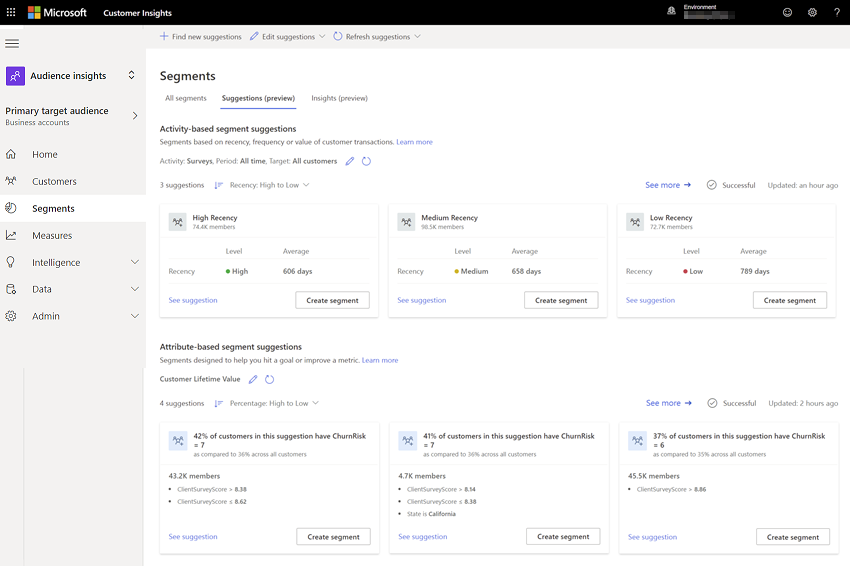 Microsoft Customer Insights Environment ?
+ Find new suggestions Edit suggestions Refresh suggestions
Audience insights
Primary target audience
Business accounts
Home
Customers
Segments
Measures
Intelligence
Data
Admin
Segments
All segments Suggestions (preview) Insights (preview)
Activity-based segment suggestions
Segments based on recency, frequency or value of customer transactions. Learn more
Activity: Surveys, Period: All time, Target: All customers
3 suggestions Recency: High to Low See more → Successful Updated: an hour ago
High Recency
74.4K members
Level Average
Recency High 606 days
See suggestion Create segment
Medium Recency
90.5K members
Level Average
Recency Medium 658 days
See suggestion Create segment
Low Recency
72.7K members
Level Average
Recency Low 789 days
See suggestion Create segment
Attribute-based segment suggestions
Segments designed to help you hit a goal or improve a metric. Learn more
Customer Lifetime Value
4 suggestions Percentage: High to Low See more → Successful Updated: 2 hours ago
42% of customers in this suggestion have ChurnRisk
= 7
as compared to 36% across all customers
43.2K members
• ClientSurveyScore > 8.38
• ClientSurveyScore ≤ 8.62
See suggestion Create segment
41% of customers in this suggestion have ChurnRisk
= 7
as compared to 36% across all customers
4.7K members
• ClientSurveyScore > 8.14
• ClientSurveyScore ≤ 8.38
• State is California
See suggestion Create segment
37% of customers in this suggestion have ChurnRisk
= 6
as compared to 35% across all customers
45.5K members
• ClientSurveyScore > 8.86
See suggestion Create segment